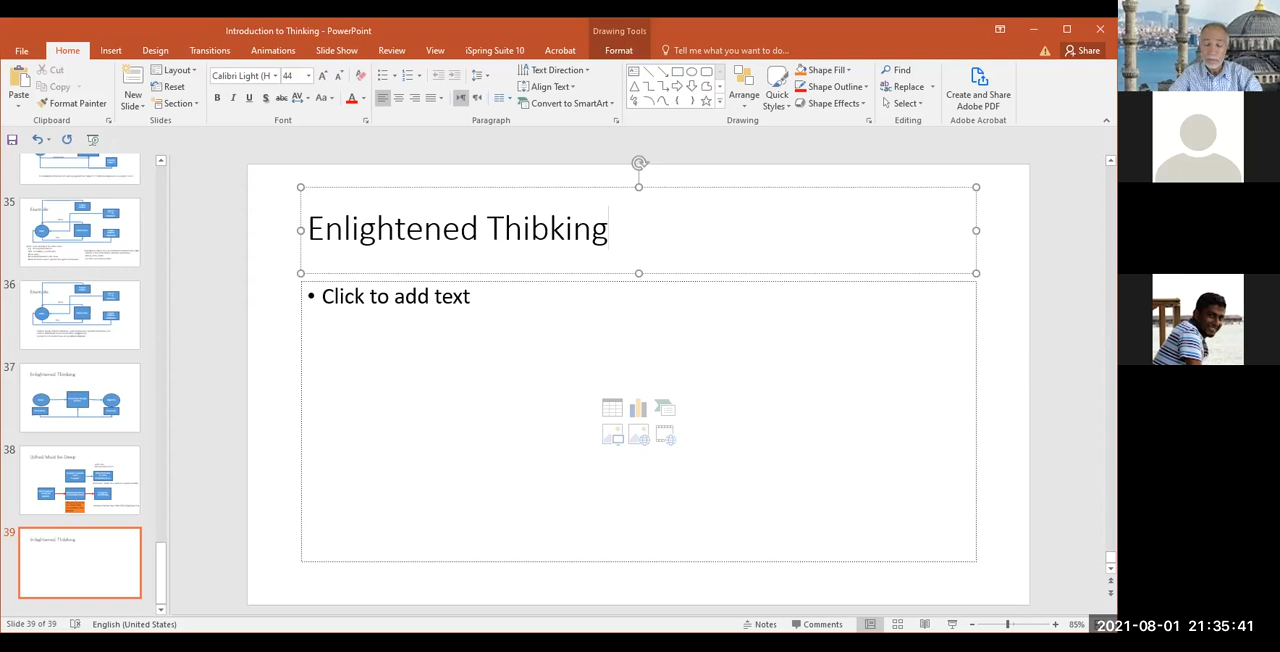 Introduction to Thinking - PowerPoint
Drawing Tools
File Home Insert Design Transitions Animations Slide Show Review View iSpring Suite 10 Acrobat Format Tell me what you want to do... Share
Paste
Cut
Copy
Format Painter
Clipboard
New Slide
Layout
Reset
Section
Slides
Calibri Light (H 44
B I U S abc AV Aa A
Font
Text Direction
Align Text
Convert to SmartArt
Paragraph
Arrange
Quick Styles
Shape Fill
Shape Outline
Shape Effects
Drawing
Find
Replace
Select
Editing
Create and Share Adobe PDF
Adobe Acrobat
35
36
37
Enlightened Thinking
38
39
Enlightened Thibking
• Click to add text
Slide 39 of 39 English (United States) Notes Comments 85%
2021-08-01 21:35:41